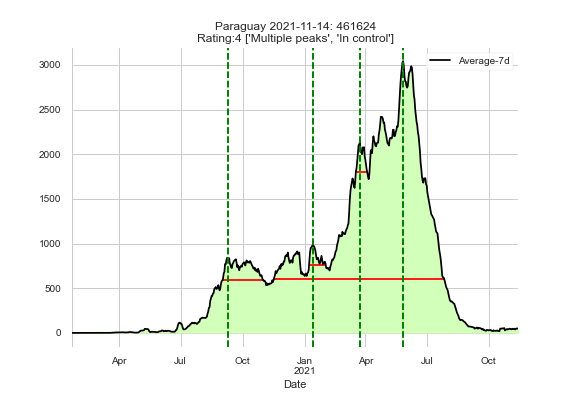 Paraguay 2021-11-14: 461624
Rating:4 ['Multiple peaks', 'In control']
Average-7d
3000
2500
2000
1500
1000
500
0
Apr Jul Oct Jan Apr Jul Oct
2021
Date